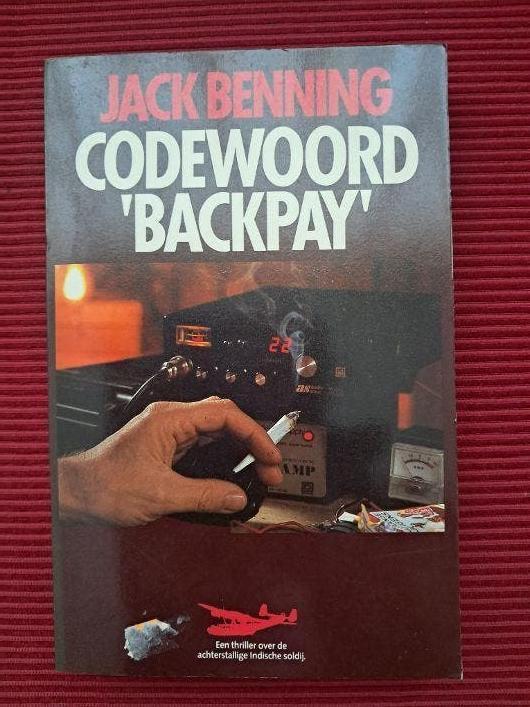 JACK BENNING
CODEWOORD
'BACKPAY'
22
AMP
Een thriller over de
achterstallige Indische soldij.